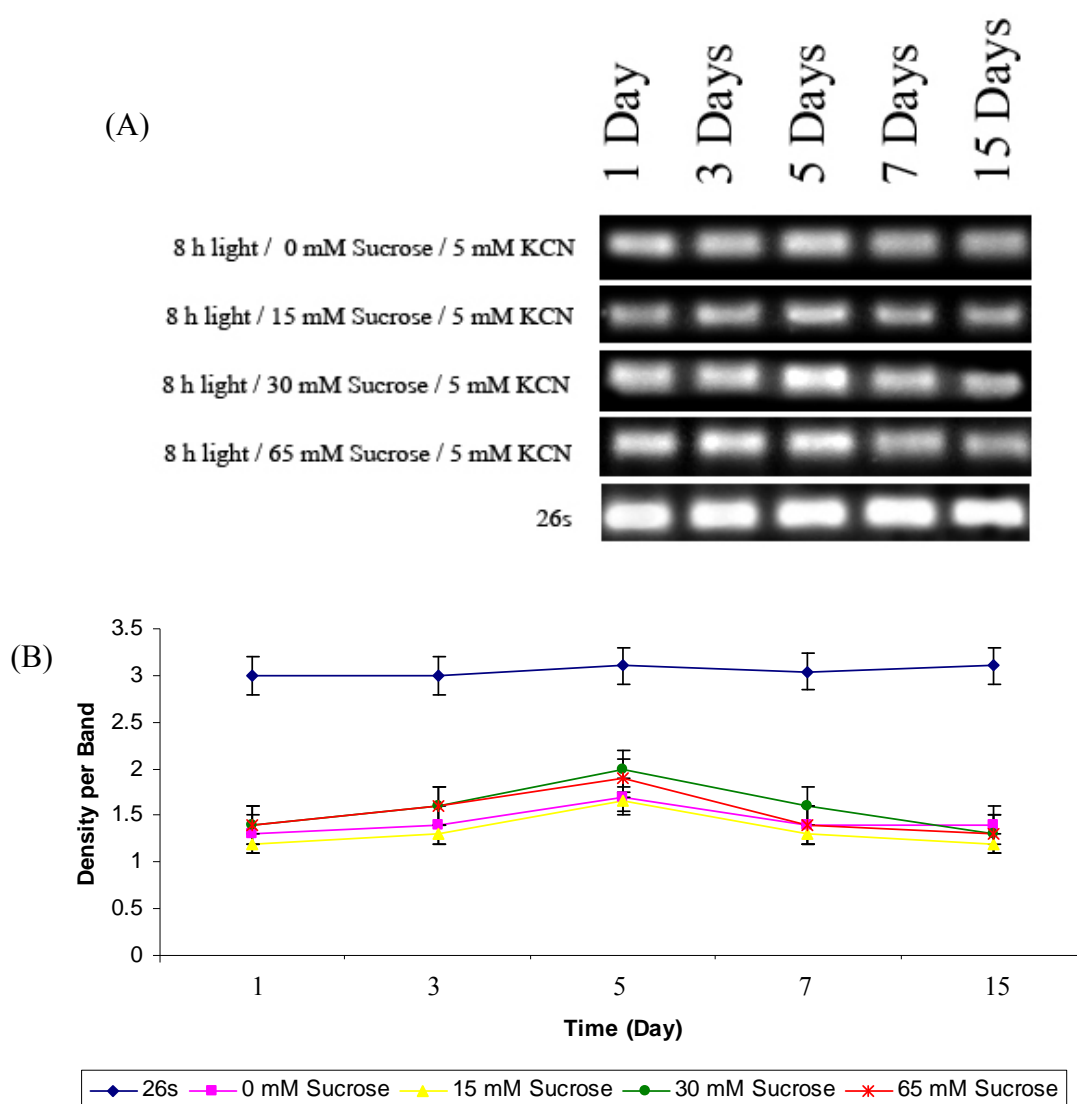 (A)
1 Day
3 Days
5 Days
7 Days
15 Days
8 h light / 0 mM Sucrose / 5 mM KCN
8 h light / 15 mM Sucrose / 5 mM KCN
8 h light / 30 mM Sucrose / 5 mM KCN
8 h light / 65 mM Sucrose / 5 mM KCN
26s
(B)
Density per Band
3.5
3
2.5
2
1.5
1
0.5
0
1 3 5 7 15
Time (Day)
26s 0 mM Sucrose 15 mM Sucrose 30 mM Sucrose 65 mM Sucrose